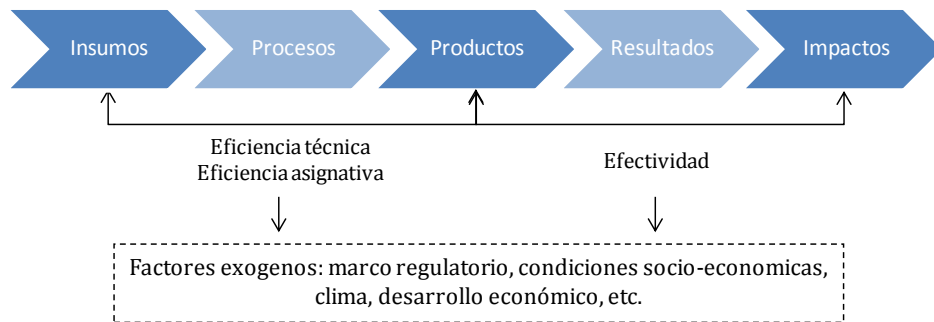 Insumos
Procesos
Productos
Resultados
Impactos
Eficiencia técnica
Eficiencia asignativa
Efectividad
Factores exogenos: marco regulatorio, condiciones socio-economicas,
clima, desarrollo económico, etc.